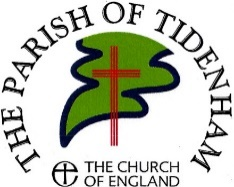 THE PARISH OF TIDENHAM
THE CHURCH
OF ENGLAND